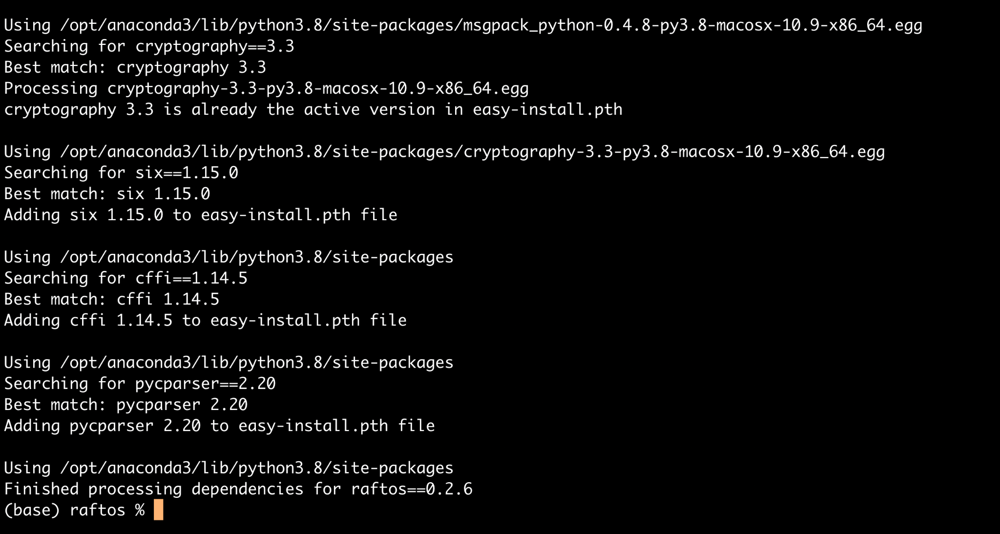 Using /opt/anaconda3/lib/python3.8/site-packages/msgpack_python-0.4.8-py3.8-macosx-10.9-x86_64.egg
Searching for cryptography==3.3
Best match: cryptography 3.3
Processing cryptography-3.3-py3.8-macosx-10.9-x86_64.egg
cryptography 3.3 is already the active version in easy-install.pth
Using /opt/anaconda3/lib/python3.8/site-packages/cryptography-3.3-py3.8-macosx-10.9-x86_64.egg
Searching for six==1.15.0
Best match: six 1.15.0
Adding six 1.15.0 to easy-install.pth file
Using /opt/anaconda3/lib/python3.8/site-packages
Searching for cffi==1.14.5
Best match: cffi 1.14.5
Adding cffi 1.14.5 to easy-install.pth file
Using /opt/anaconda3/lib/python3.8/site-packages
Searching for pycparser==2.20
Best match: pycparser 2.20
Adding pycparser 2.20 to easy-install.pth file
Using /opt/anaconda3/lib/python3.8/site-packages
Finished processing dependencies for raftos==0.2.6
(base) raftos %